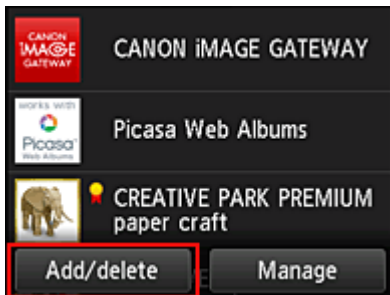 CANON
iMAGE
GATEWAY
CANON iMAGE GATEWAY
works with
Picasa
Web Albums
Picasa Web Albums
CREATIVE PARK PREMIUM
paper craft
Add/delete
Manage